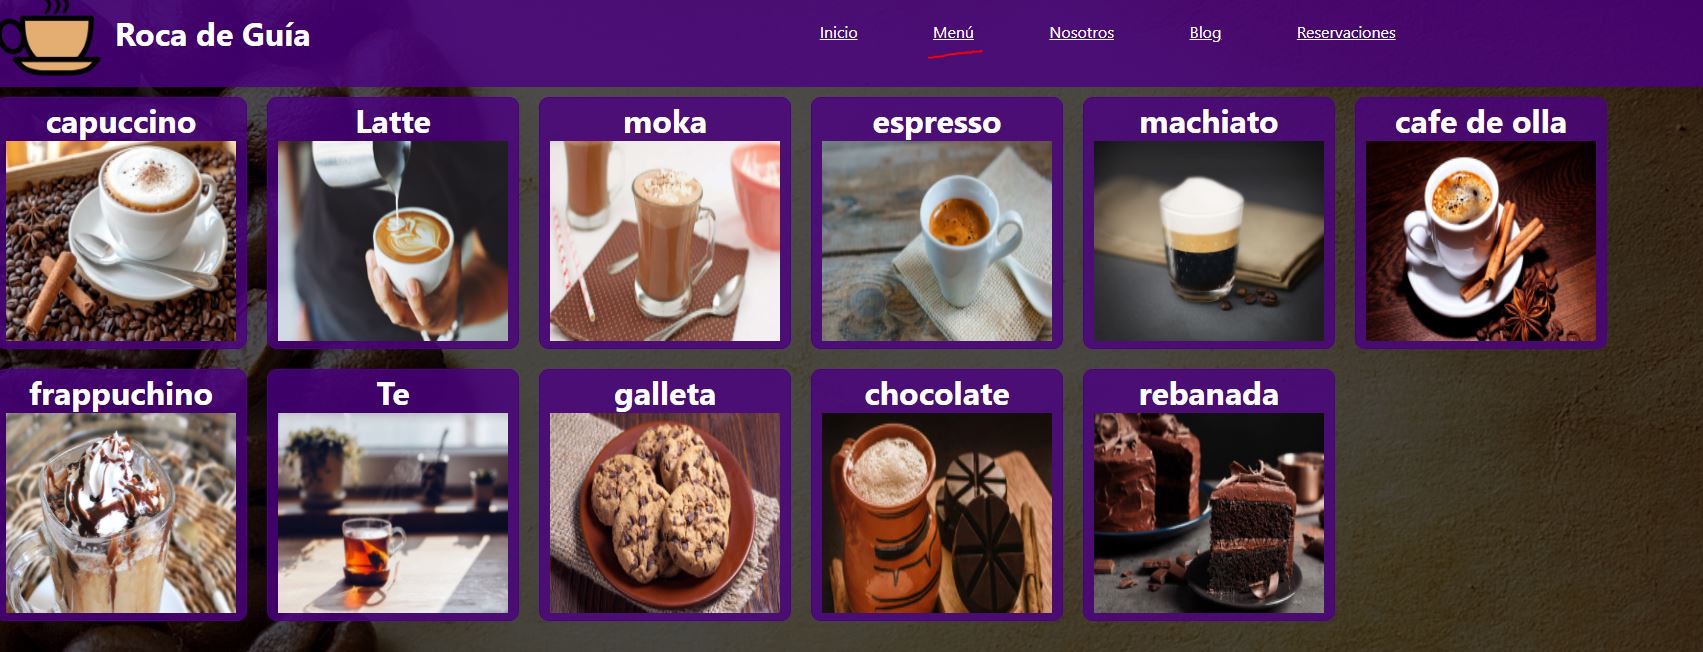 Roca de Guía
Inicio Menú Nosotros Blog Reservaciones
capuccino Latte moka espresso machiato cafe de olla
frappuchino Te galleta chocolate rebanada